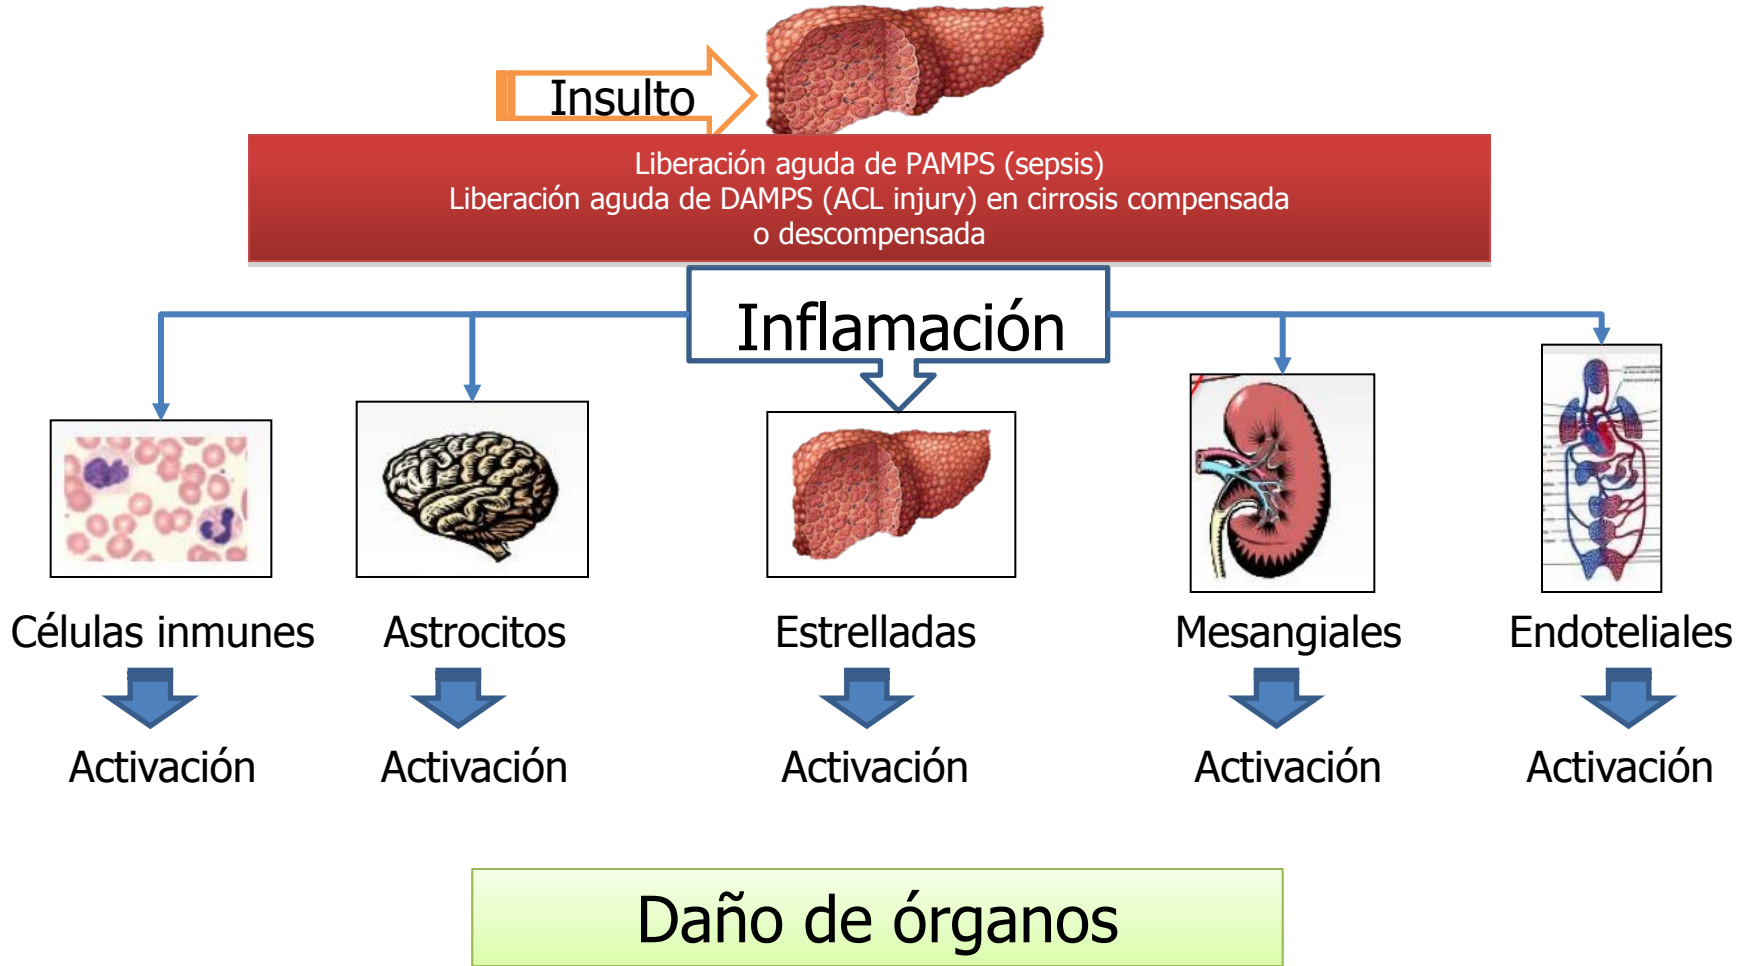 Insulto
Liberación aguda de PAMPS (sepsis)
Liberación aguda de DAMPS (ACL injury) en cirrosis compensada
o descompensada
Inflamación
Células inmunes
Astrocitos
Estrelladas
Mesangiales
Endoteliales
Activación
Activación
Activación
Activación
Activación
Daño de órganos